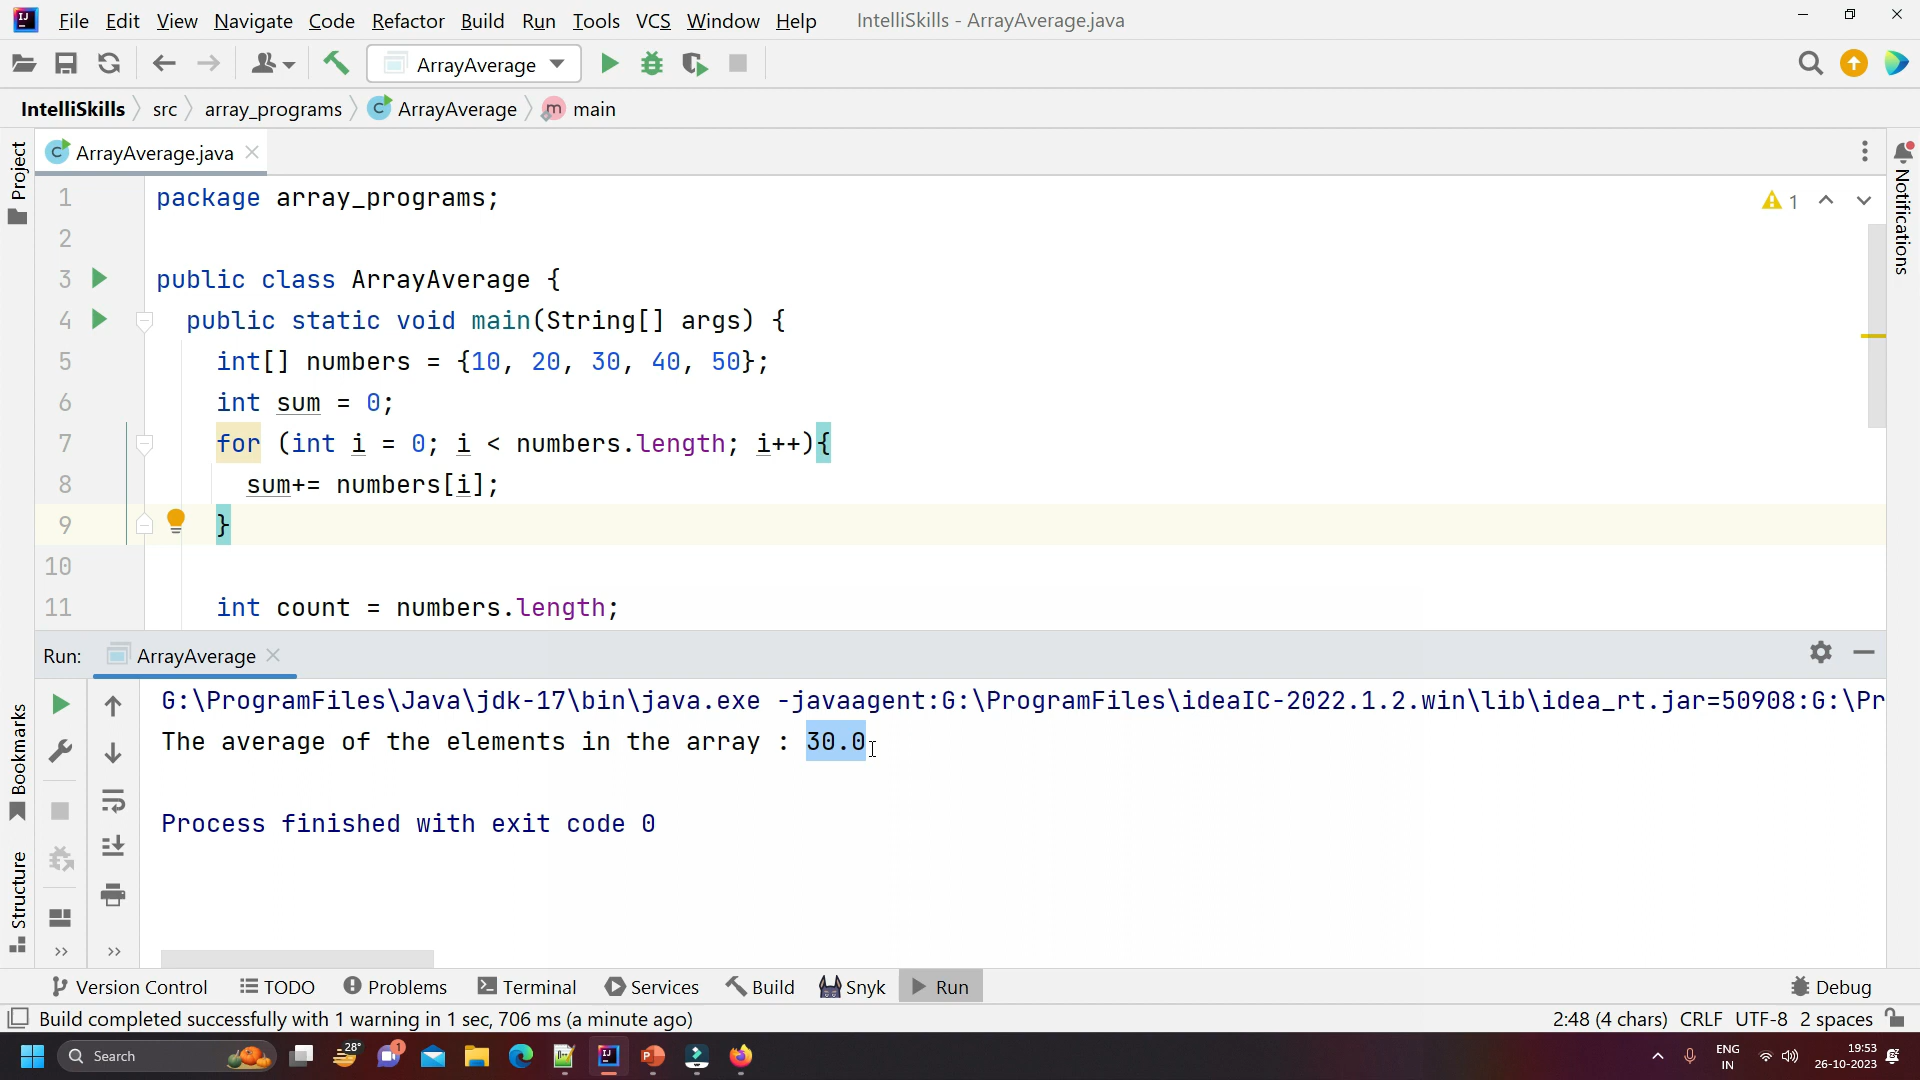 File Edit View Navigate Code Refactor Build Run Tools VCS Window Help IntelliSkills - ArrayAverage.java
ArrayAverage
IntelliSkills src array_programs ArrayAverage main
Project
ArrayAverage.java
Notifications
1 package array_programs;
1
2
3 public class ArrayAverage {
4 public static void main(String[] args) {
5 int[] numbers = {10, 20, 30, 40, 50};
6 int sum = 0;
7 for (int i = 0; i < numbers.length; i++){
8 sum+= numbers[i];
9 }
10
11 int count = numbers.length;
Run: ArrayAverage
G:\ProgramFiles\Java\jdk-17\bin\java.exe -javaagent:G:\ProgramFiles\ideaIC-2022.1.2.win\lib\idea_rt.jar=50908:G:\Pr
The average of the elements in the array : 30.0
Process finished with exit code 0
Bookmarks
Structure
Version Control TODO Problems Terminal Services Build Snyk Run Debug
Build completed successfully with 1 warning in 1 sec, 706 ms (a minute ago) 2:48 (4 chars) CRLF UTF-8 2 spaces
Search 28° 1 ENG IN 19:53 26-10-2023